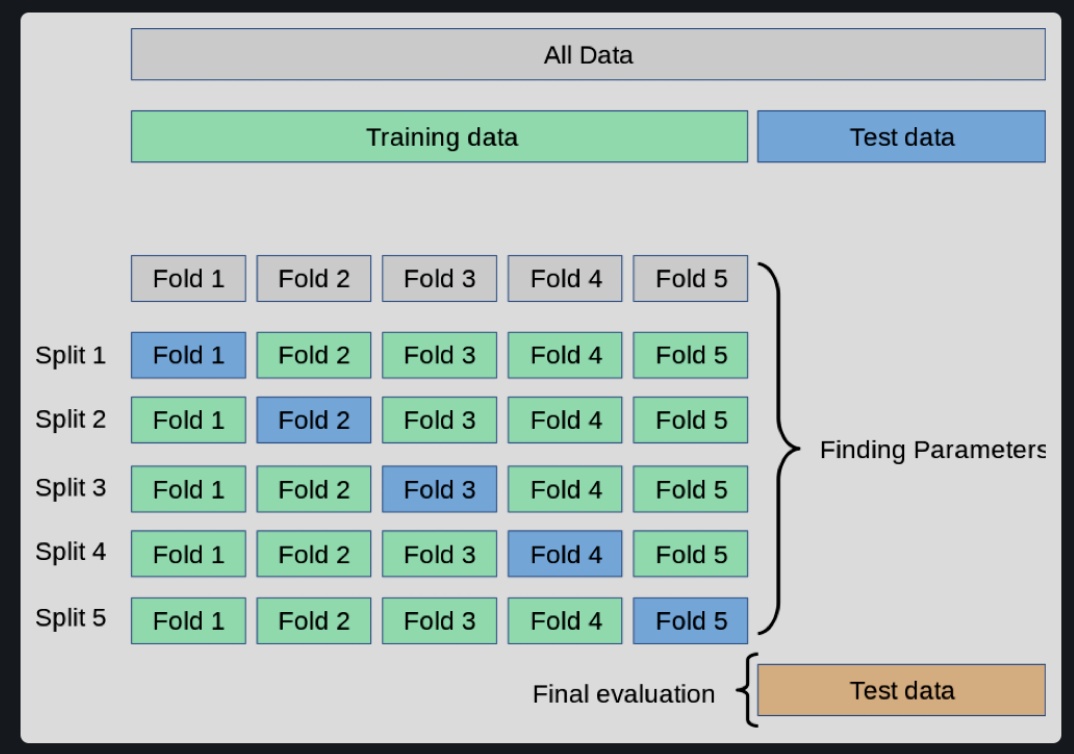 All Data
Training data Test data
Fold 1 Fold 2 Fold 3 Fold 4 Fold 5
Split 1 Fold 1 Fold 2 Fold 3 Fold 4 Fold 5
Split 2 Fold 1 Fold 2 Fold 3 Fold 4 Fold 5
Finding Parameters
Split 3 Fold 1 Fold 2 Fold 3 Fold 4 Fold 5
Split 4 Fold 1 Fold 2 Fold 3 Fold 4 Fold 5
Split 5 Fold 1 Fold 2 Fold 3 Fold 4 Fold 5
Final evaluation Test data